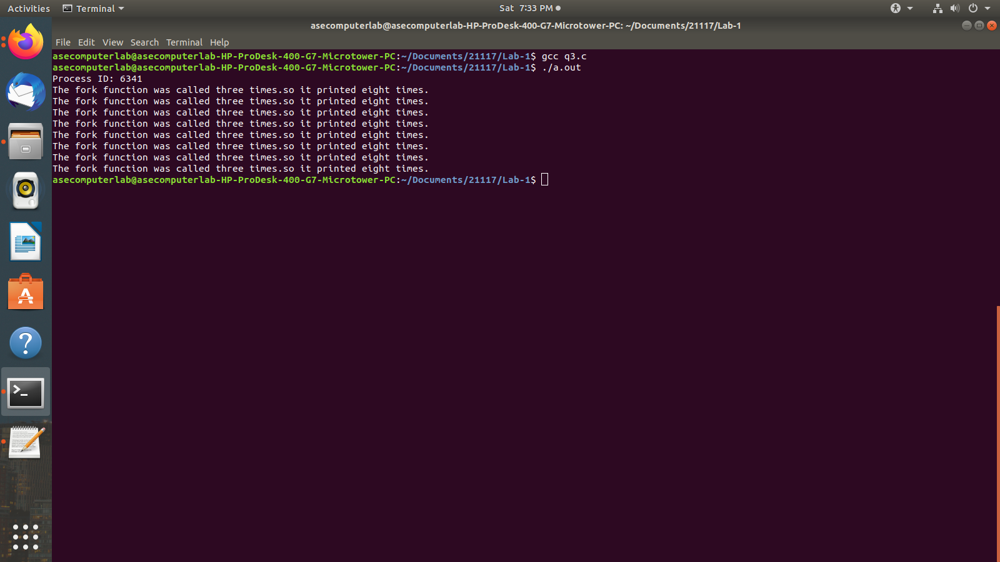 Activities Terminal Sat 7:33 PM
asecomputerlab@asecomputerlab-HP-ProDesk-400-G7-Microtower-PC: ~/Documents/21117/Lab-1
File Edit View Search Terminal Help
asecomputerlab@asecomputerlab-HP-ProDesk-400-G7-Microtower-PC:~/Documents/21117/Lab-1$ gcc q3.c
asecomputerlab@asecomputerlab-HP-ProDesk-400-G7-Microtower-PC:~/Documents/21117/Lab-1$ ./a.out
Process ID: 6341
The fork function was called three times.so it printed eight times.
The fork function was called three times.so it printed eight times.
The fork function was called three times.so it printed eight times.
The fork function was called three times.so it printed eight times.
The fork function was called three times.so it printed eight times.
The fork function was called three times.so it printed eight times.
The fork function was called three times.so it printed eight times.
The fork function was called three times.so it printed eight times.
asecomputerlab@asecomputerlab-HP-ProDesk-400-G7-Microtower-PC:~/Documents/21117/Lab-1$